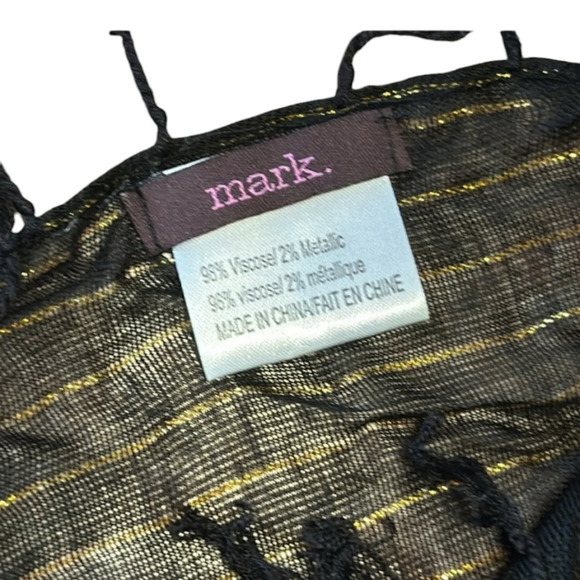 mark.
98% Viscose/ 2% Metallic
98% viscose/ 2% métallique
MADE IN CHINA/FAIT EN CHINE